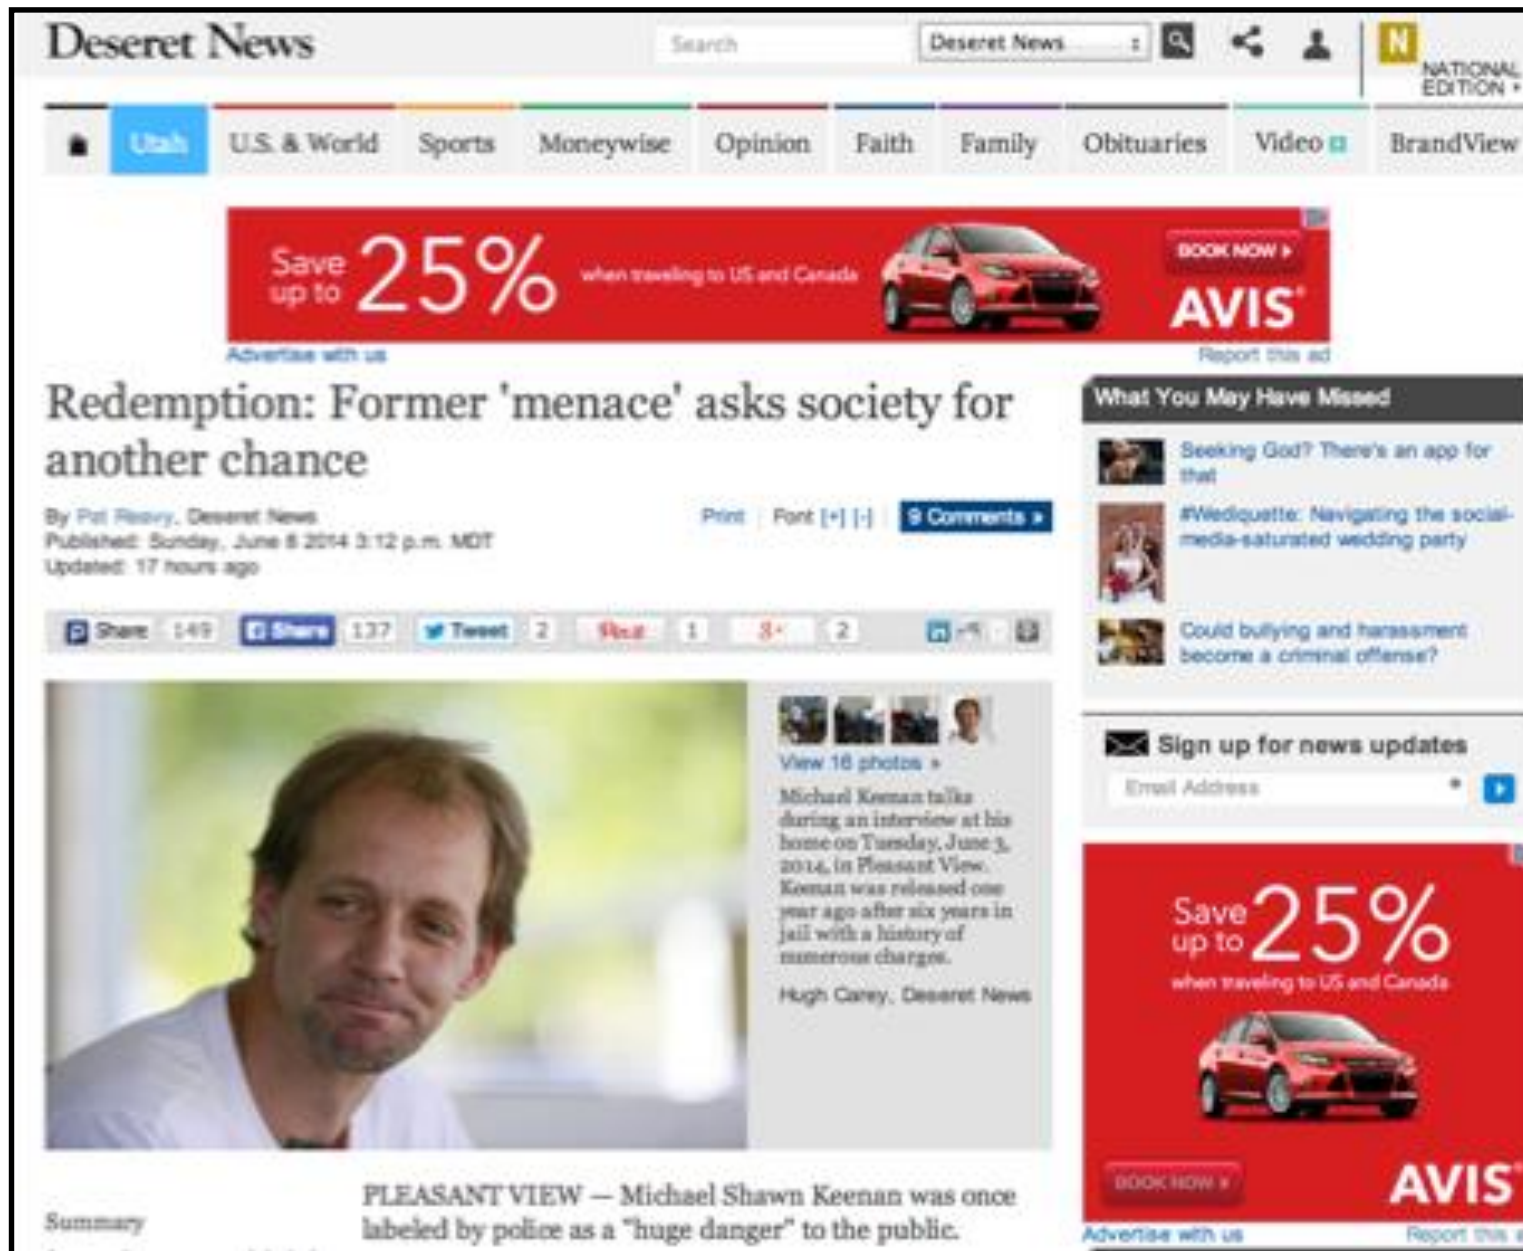 Deseret News
Search
Deseret News
N
NATIONAL
EDITION
Utah
U.S. & World
Sports
Moneywise
Opinion
Faith
Family
Obituaries
Video
BrandView
Save
up to
25%
when traveling to US and Canada
BOOK NOW
AVIS
Advertise with us
Report this ad
Redemption: Former 'menace' asks society for
another chance
By Pat Reavy, Deseret News
Published: Sunday, June 8 2014 3:12 p.m. MDT
Updated: 17 hours ago
Print
Font [+] [-]
9 Comments »
Share 149
Share 137
Tweet 2
Pin it 1
2
View 16 photos »
Michael Keenan talks
during an interview at his
home on Tuesday, June 3,
2014, in Pleasant View.
Keenan was released one
year ago after six years in
jail with a history of
numerous charges.
Hugh Carey, Deseret News
PLEASANT VIEW — Michael Shawn Keenan was once
labeled by police as a "huge danger" to the public.
Summary
What You May Have Missed
Seeking God? There's an app for
that
#Wediquette: Navigating the social-
media-saturated wedding party
Could bullying and harassment
become a criminal offense?
Sign up for news updates
Email Address
Save
up to
25%
when traveling to US and Canada
BOOK NOW
AVIS
Advertise with us
Report this